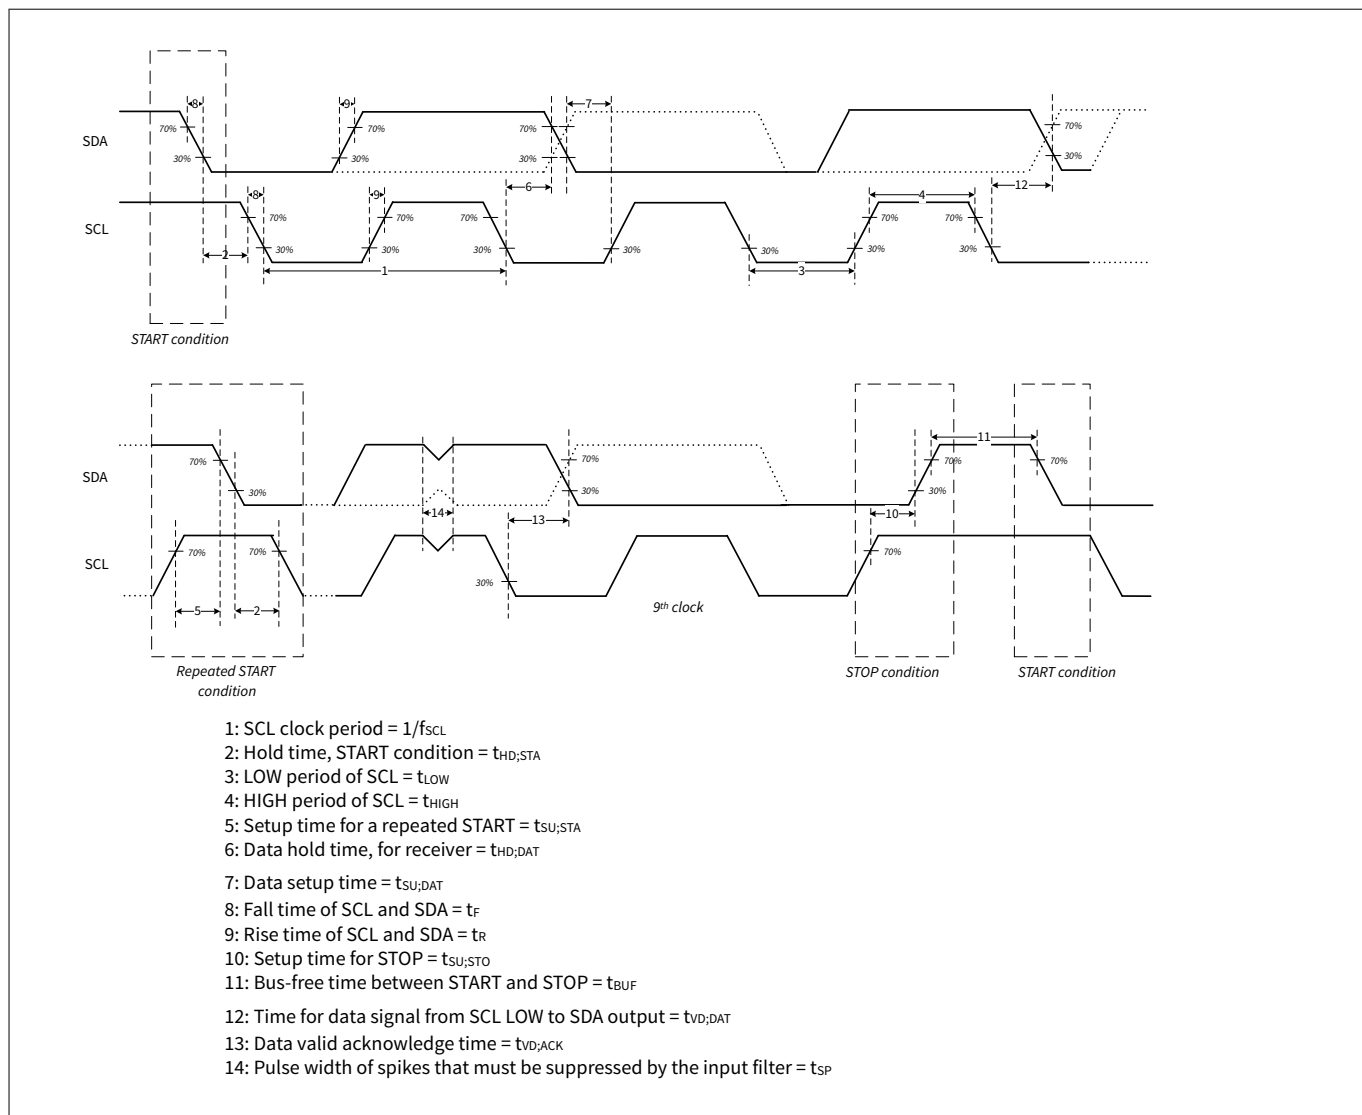 8 9 7
70% 70% 70% 70%
SDA
30% 30% 30% 30%
8 9 6 4 12
70% 70% 70% 70% 70%
SCL
30% 30% 30% 30% 30% 30% 30%
2 1 3
START condition
11
70% 70% 70% 70%
SDA
30% 30% 30%
14 13 10
70% 70% 70%
SCL
30%
5 2
9th clock
Repeated START
condition
STOP condition
START condition
1: SCL clock period = 1/fSCL
2: Hold time, START condition = tHD;STA
3: LOW period of SCL = tLOW
4: HIGH period of SCL = tHIGH
5: Setup time for a repeated START = tSU;STA
6: Data hold time, for receiver = tHD;DAT
7: Data setup time = tSU;DAT
8: Fall time of SCL and SDA = tF
9: Rise time of SCL and SDA = tR
10: Setup time for STOP = tSU;STO
11: Bus-free time between START and STOP = tBUF
12: Time for data signal from SCL LOW to SDA output = tVD;DAT
13: Data valid acknowledge time = tVD;ACK
14: Pulse width of spikes that must be suppressed by the input filter = tSP